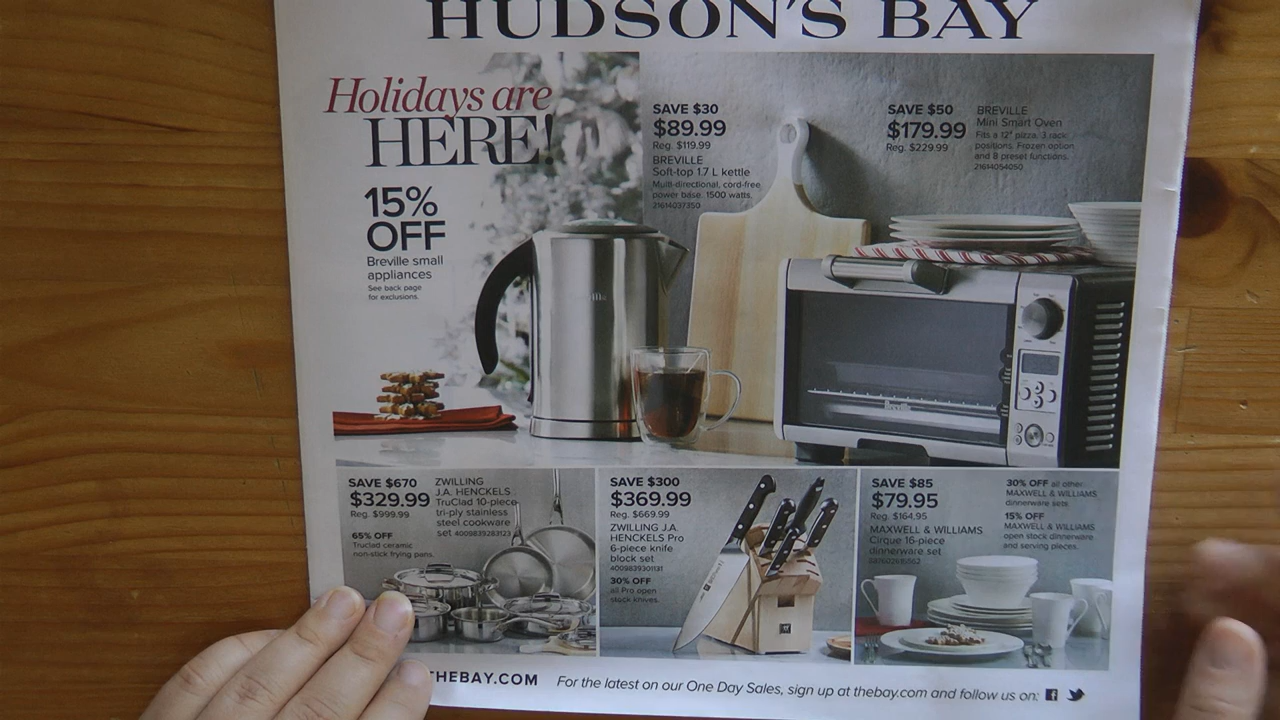 HUDSON'S BAY
Holidays are
HERE!
15%
OFF
Breville small
appliances
See back page
for exclusions.
SAVE $30
$89.99
Reg. $119.99
BREVILLE
Soft-top 1.7 L kettle
Multi-directional, cord-free
power base. 1500 watts.
21614037350
SAVE $50
$179.99
Reg. $229.99
BREVILLE
Mini Smart Oven
Fits a 12" pizza, 3 rack
positions. Frozen option
and 8 preset functions.
21614054050
SAVE $670
$329.99
Reg. $999.99
65% OFF
Truclad ceramic
non-stick frying pans.
ZWILLING
J.A. HENCKELS
TruClad 10-piece
tri-ply stainless
steel cookware
set 4009839283123
SAVE $300
$369.99
Reg. $669.99
ZWILLING J.A.
HENCKELS Pro
6-piece knife
block set
4009839301131
30% OFF
all Pro open
stock knives.
SAVE $85
$79.95
Reg. $164.95
MAXWELL & WILLIAMS
Cirque 16-piece
dinnerware set
30% OFF all other
MAXWELL & WILLIAMS
dinnerware sets.
15% OFF
MAXWELL & WILLIAMS
open stock dinnerware
and serving pieces.
THEBAY.COM
For the latest on our One Day Sales, sign up at thebay.com and follow us on: